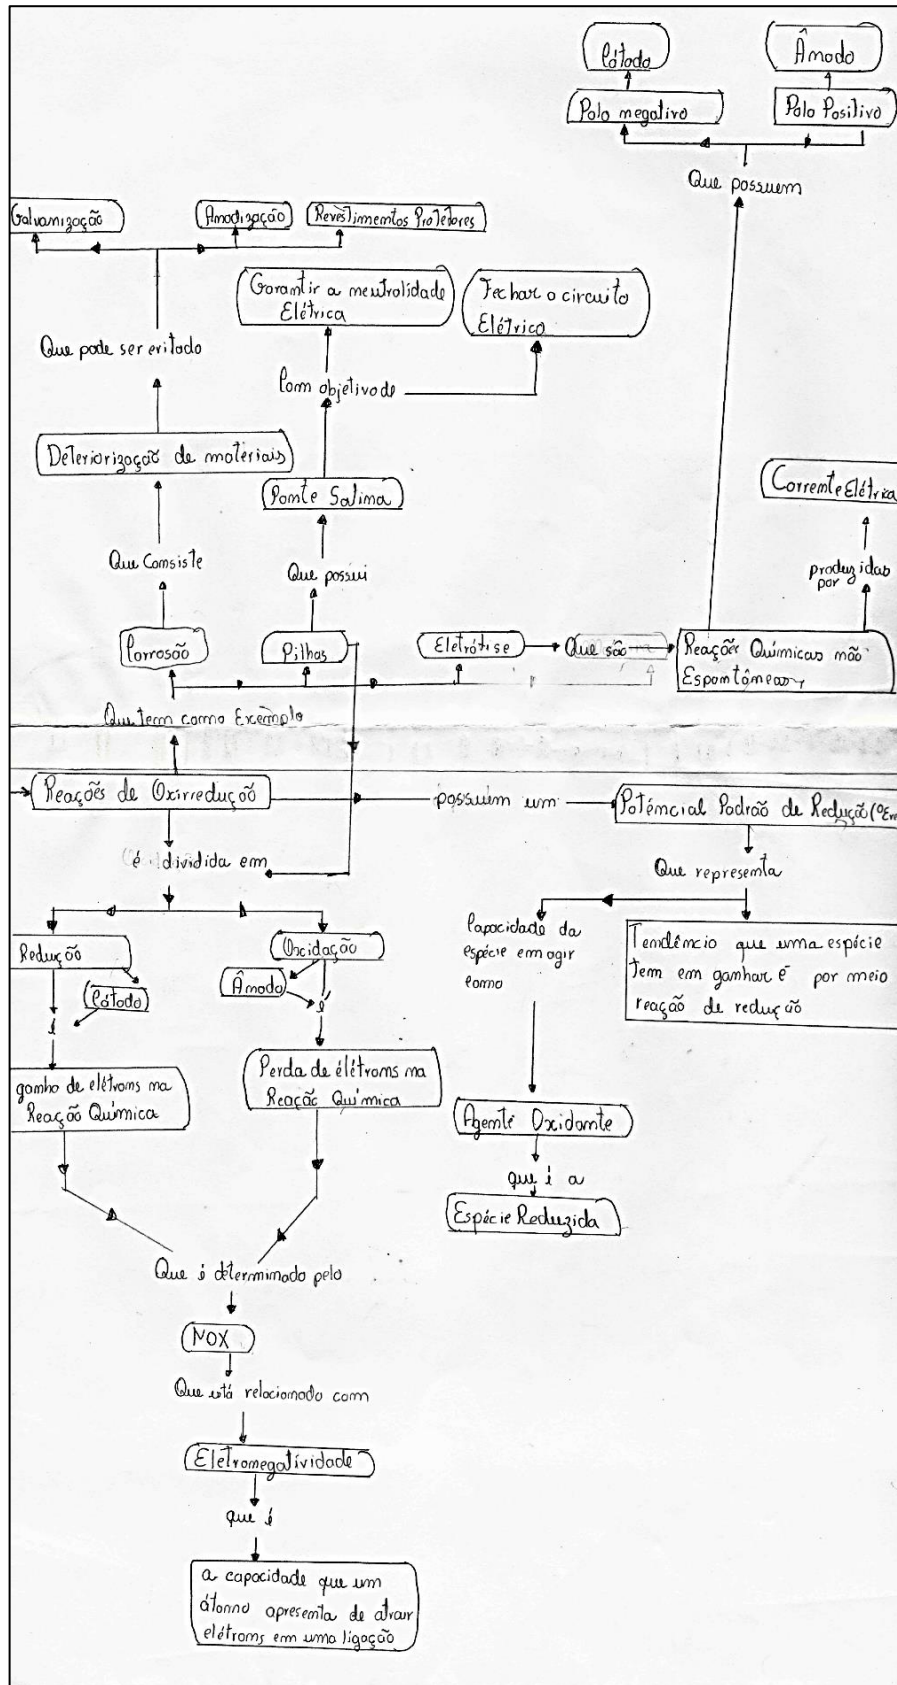 Cátodo
Ânodo
Polo negativo
Polo Positivo
Que possuem
Galvanização
Anodização
Revestimentos Protetores
Garantir a neutralidade
Elétrica
Fechar o circuito
Elétrico
Que pode ser evitado
Com objetivo de
Deteriorização de materiais
Ponte Salina
Corrente Elétrica
Que Consiste
Que possui
produzidas
por
Corrosão
Pilhas
Eletrólise
Que são
Reações Químicas não
Espontâneas
Que tem como Exemplo
Reações de Oxirredução
possuem um
Potêncial Padrão de Redução
é dividida em
Que representa
Redução
Oxidação
Capacidade da
espécie em agir
como
Tendêncio que uma espécie
tem em ganhar é por meio
reação de redução
Cátodo
Ânodo
é
é
ganho de elétrons na
Reação Química
Perda de elétrons na
Reação Química
Agente Oxidante
que é a
Espécie Reduzida
Que é determinado pelo
NOX
Que está relacionado com
Eletronegatividade
que é
a capacidade que um
átomo apresenta de atrair
elétrons em uma ligação